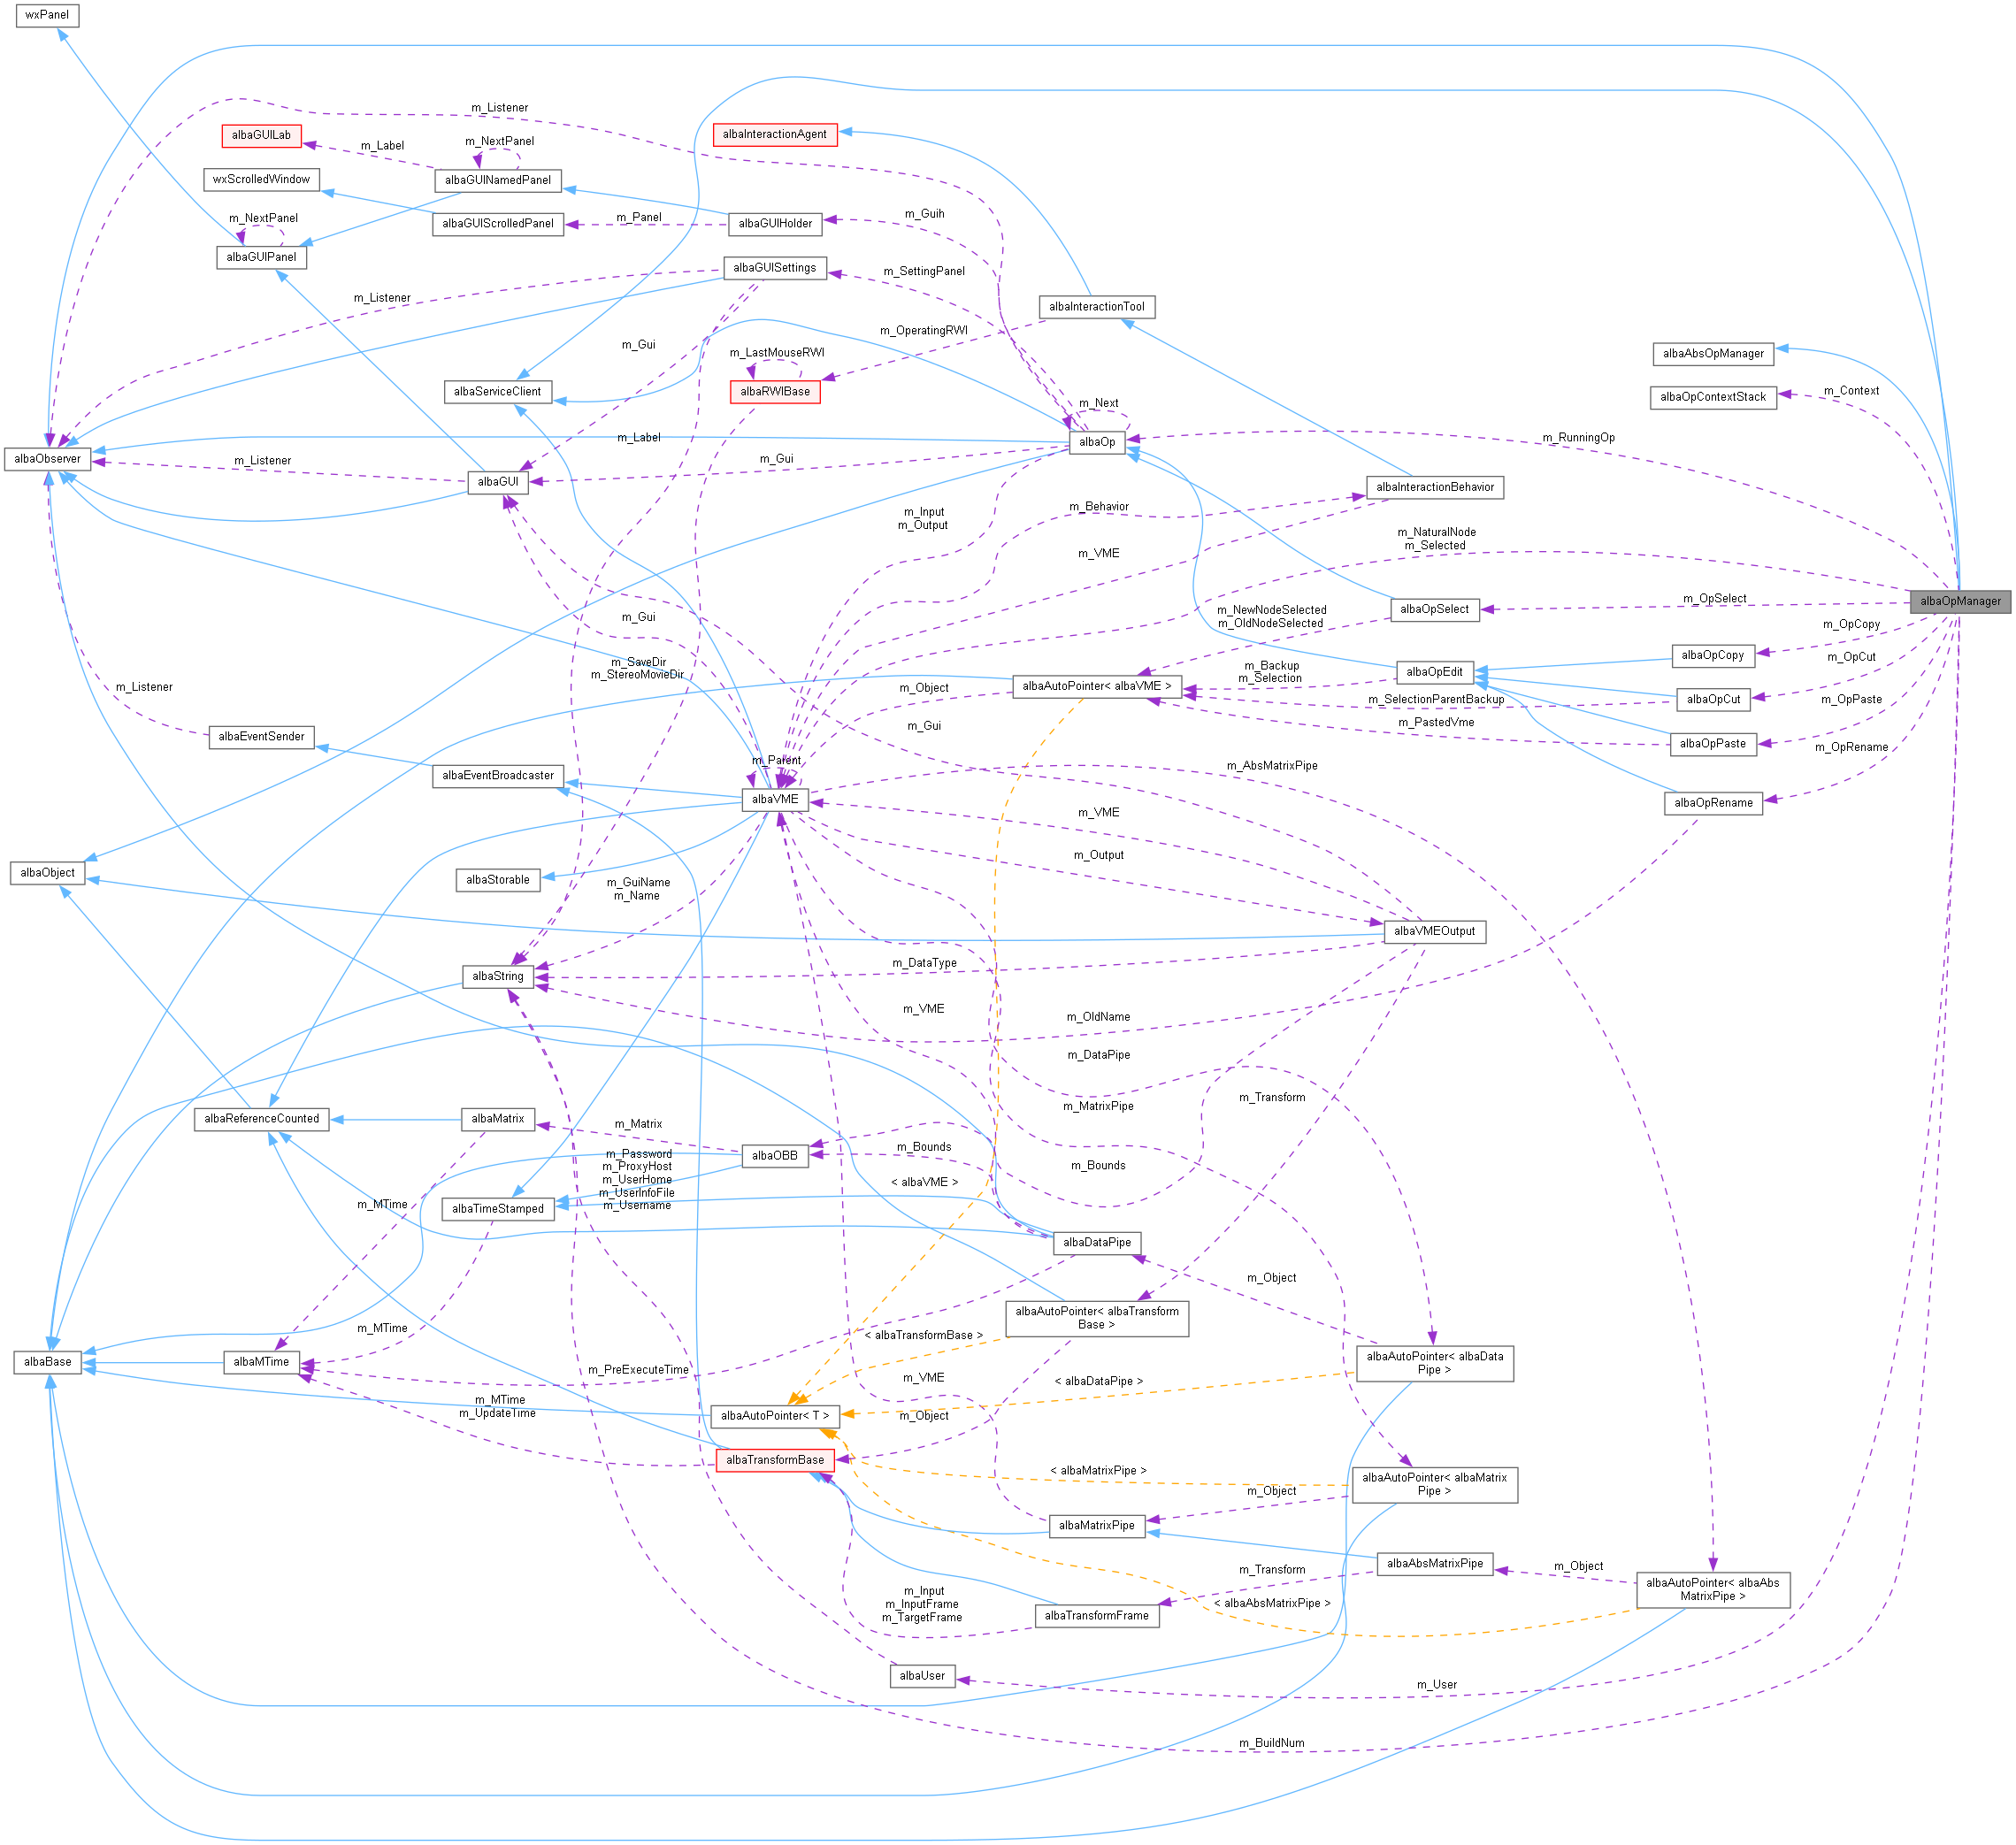 wxPanel
m_Listener
albaGUILab
albaInteractionAgent
m_Label
m_NextPanel
wxScrolledWindow
albaGUINamedPanel
m_NextPanel
m_Panel
m_Guih
albaGUIScrolledPanel
albaGUIHolder
albaGUIPanel
albaGUISettings
m_SettingPanel
m_Listener
albaInteractionTool
m_OperatingRWI
m_Gui
m_LastMouseRWI
albaAbsOpManager
albaServiceClient
albaRWIBase
m_Context
albaOpContextStack
m_Next
m_Label
albaOp
m_RunningOp
albaObserver
m_Listener
m_Gui
albaGUI
albaInteractionBehavior
m_Input
m_Output
m_Behavior
m_NaturalNode
m_Selected
m_VME
m_OpSelect
albaOpManager
albaOpSelect
m_Gui
m_NewNodeSelected
m_OldNodeSelected
m_OpCopy
albaOpCopy
m_OpCut
m_SaveDir
m_StereoMovieDir
m_Backup
m_Selection
albaOpEdit
m_Listener
m_Object
albaAutoPointer< albaVME >
m_SelectionParentBackup
albaOpCut
m_OpPaste
m_PastedVme
m_Gui
albaEventSender
albaOpPaste
m_OpRename
m_Parent
m_AbsMatrixPipe
albaEventBroadcaster
albaVME
albaOpRename
m_VME
m_Output
albaObject
albaStorable
m_GuiName
m_Name
albaVMEOutput
m_DataType
albaString
m_VME
m_OldName
m_DataPipe
m_Transform
m_MatrixPipe
albaReferenceCounted
albaMatrix
m_Matrix
m_Bounds
albaOBB
m_Password
m_ProxyHost
m_UserHome
m_UserInfoFile
m_Username
m_Bounds
< albaVME >
m_MTime
albaTimeStamped
albaDataPipe
m_Object
albaAutoPointer< albaTransform
Base >
m_MTime
< albaTransformBase >
albaBase
albaMTime
m_PreExecuteTime
m_VME
albaAutoPointer< albaData
Pipe >
< albaDataPipe >
m_MTime
m_UpdateTime
albaAutoPointer< T >
m_Object
albaTransformBase
< albaMatrixPipe >
albaAutoPointer< albaMatrix
Pipe >
m_Object
albaMatrixPipe
albaAbsMatrixPipe
m_Object
m_Transform
albaAutoPointer< albaAbs
MatrixPipe >
m_Input
m_InputFrame
m_TargetFrame
< albaAbsMatrixPipe >
albaTransformFrame
albaUser
m_User
m_BuildNum